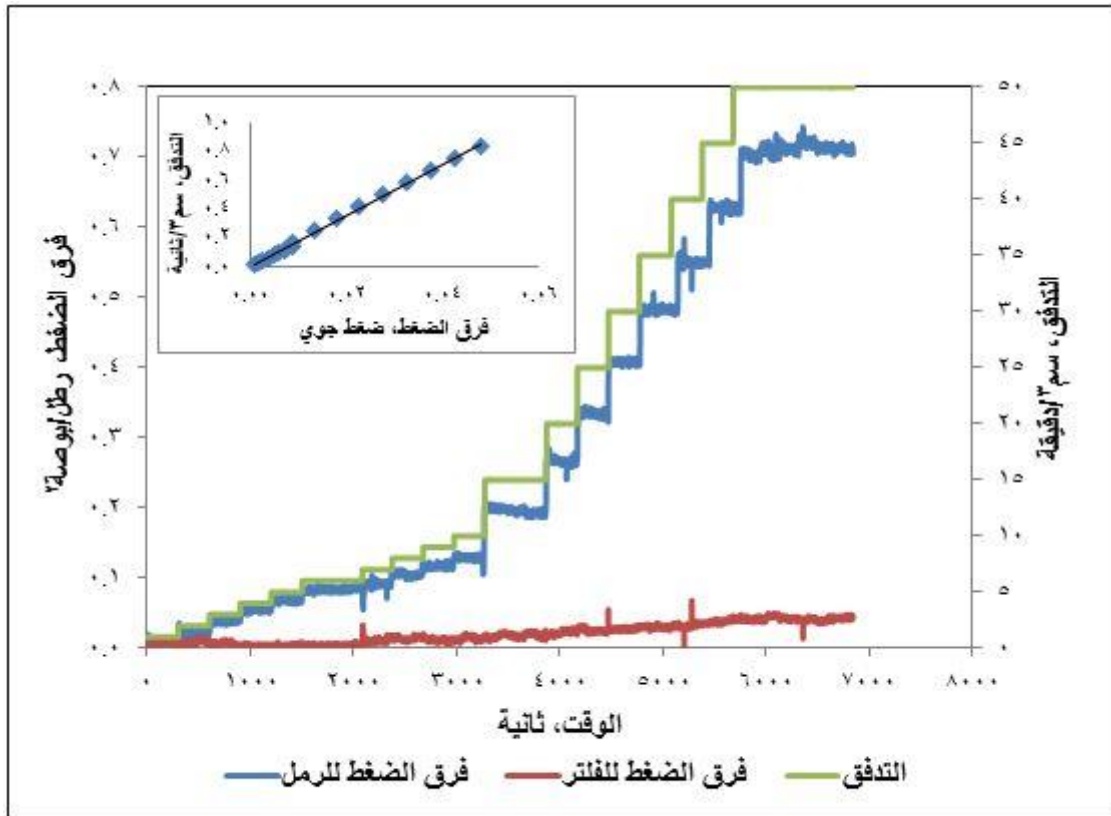 ٠.٨
٠.٧
٠.٦
٠.٥
٠.٤
٠.٣
٠.٢
٠.١
٠.٠
فرق الضغط، رطل/بوصة٢
١.٠
٠.٨
٠.٦
٠.٤
٠.٢
٠.٠
التدفق، سم٣/ثانية
٠.٠٠ ٠.٠٢ ٠.٠٤ ٠.٠٦
فرق الضغط، ضغط جوي
٥٠
٤٥
٤٠
٣٥
٣٠
٢٥
٢٠
١٥
١٠
٥
٠
التدفق، سم٣/دقيقة
٠ ١٠٠٠ ٢٠٠٠ ٣٠٠٠ ٤٠٠٠ ٥٠٠٠ ٦٠٠٠ ٧٠٠٠ ٨٠٠٠
الوقت، ثانية
فرق الضغط للرمل
فرق الضغط للفلتر
التدفق